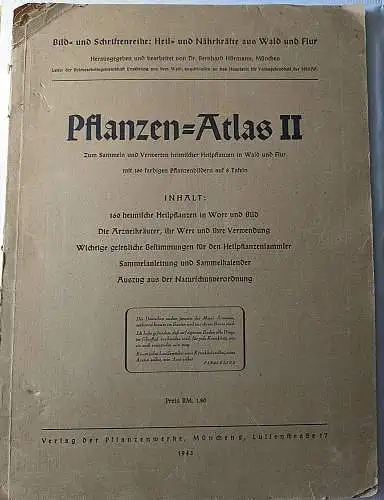 Bild- und Schriftenreihe: Heil- und Nährkräfte aus Wald und Flur
Herausgegeben und bearbeitet von Dr. Bernhard Hörmann, München
Pflanzen=Atlas II
Zum Sammeln und Verwerten heimischer Heilpflanzen in Wald und Flur
mit 160 farbigen Pflanzenbildern auf 8 Tafeln
INHALT:
160 heimische Heilpflanzen in Wort und Bild
Die Arzneikräuter, ihr Wert und ihre Verwendung
Wichtige gesetzliche Bestimmungen für den Heilpflanzensammler
Sammelanleitung und Sammelkalender
Auszug aus der Naturschutzverordnung
PARACELSUS
Preis RM. 1,80
Verlag der Pflanzenwerke, München 8, Luisenstraße 17
1943